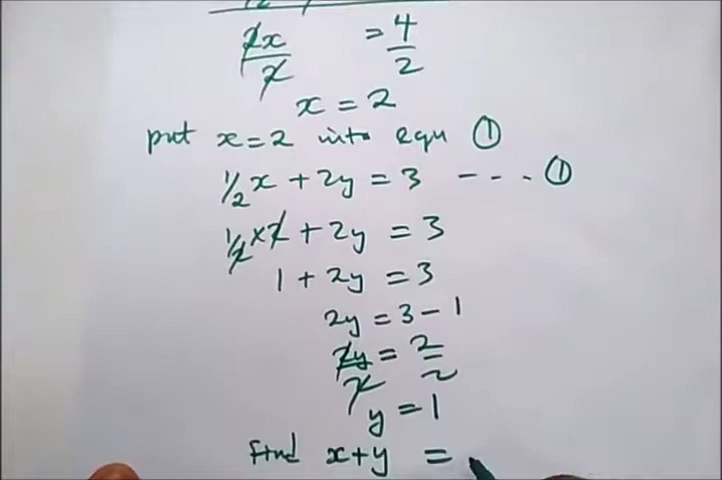 2x/2 = 4/2
x = 2
put x=2 into equ ①
1/2x + 2y = 3 --- ①
1/2 × 2 + 2y = 3
1 + 2y = 3
2y = 3 - 1
2y/2 = 2/2
y = 1
Find x+y =